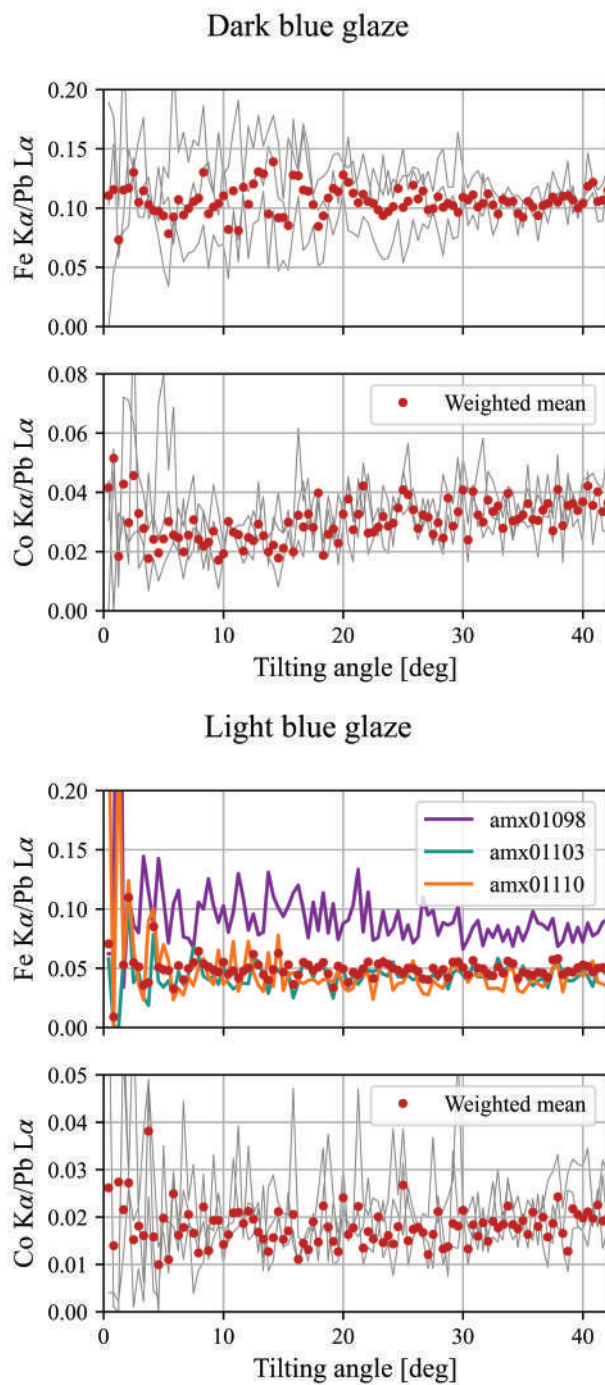 Dark blue glaze
0.20
0.15
0.10
0.05
0.00
Fe Kα/Pb Lα
0.08
0.06
0.04
0.02
0.00
Co Kα/Pb Lα
Weighted mean
0 10 20 30 40
Tilting angle [deg]
Light blue glaze
0.20
0.15
0.10
0.05
0.00
Fe Kα/Pb Lα
amx01098
amx01103
amx01110
0.05
0.04
0.03
0.02
0.01
0.00
Co Kα/Pb Lα
Weighted mean
0 10 20 30 40
Tilting angle [deg]